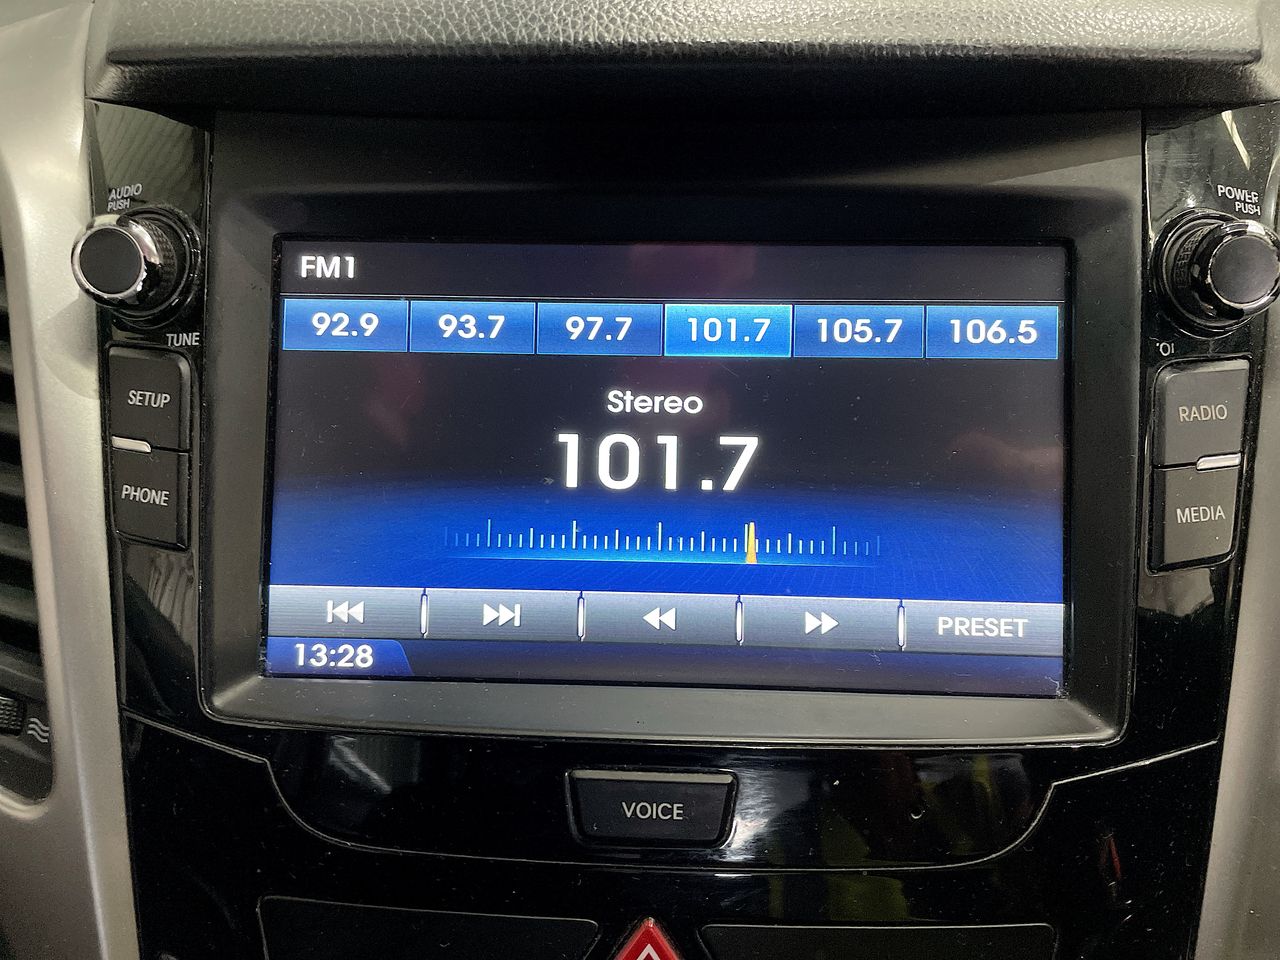 AUDIO
PUSH
POWER
PUSH
FM1
92.9 93.7 97.7 101.7 105.7 106.5
TUNE
Stereo
SETUP
RADIO
101.7
PHONE
MEDIA
PRESET
13:28
VOICE